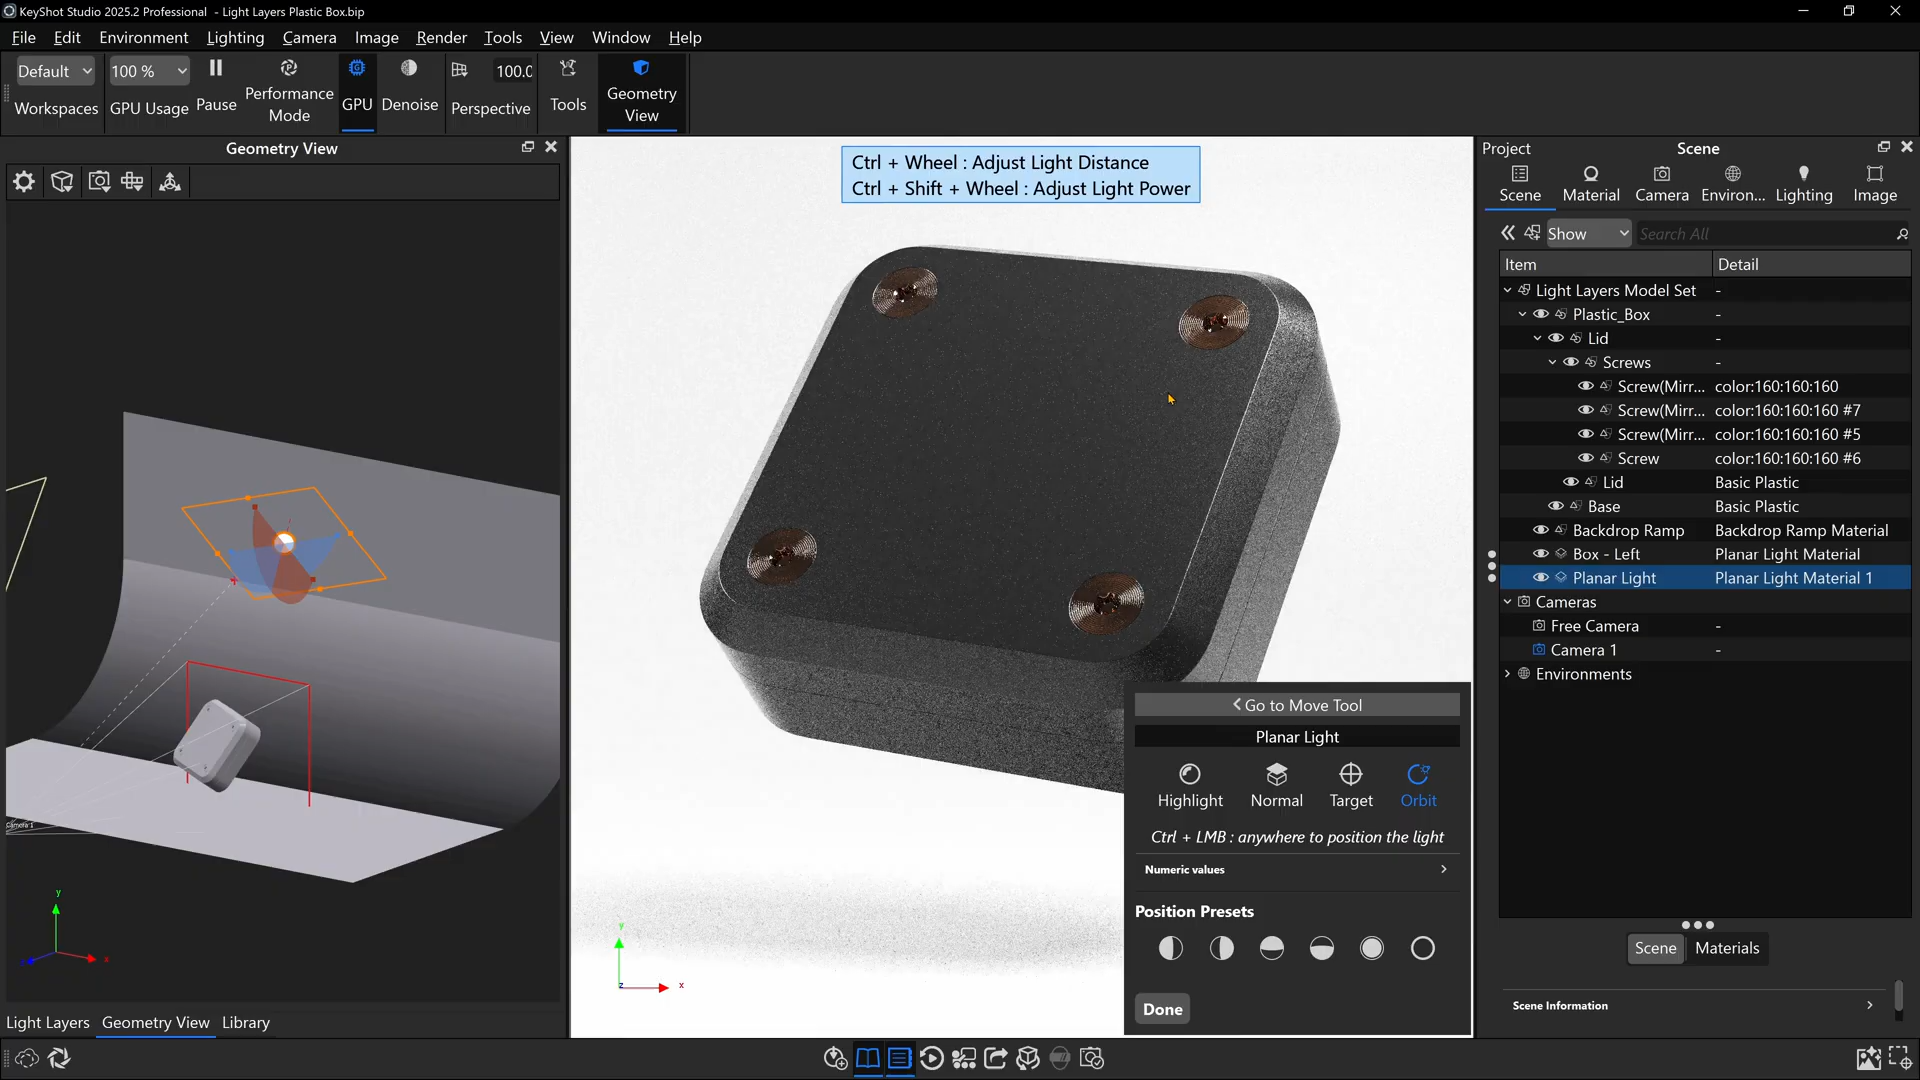 KeyShot Studio 2025.2 Professional - Light Layers Plastic Box.bip
File Edit Environment Lighting Camera Image Render Tools View Window Help
Default
Workspaces
100 %
GPU Usage
Pause
Performance
Mode
GPU
Denoise
100.0
Perspective
Tools
Geometry
View
Geometry View
Ctrl + Wheel : Adjust Light Distance
Ctrl + Shift + Wheel : Adjust Light Power
Camera 1
y
x
y
z
x
Go to Move Tool
Planar Light
Highlight Normal Target Orbit
Ctrl + LMB : anywhere to position the light
Numeric values
Position Presets
Done
Project
Scene
Scene Material Camera Environ... Lighting Image
Show
Search All
Item Detail
Light Layers Model Set -
Plastic_Box -
Lid -
Screws -
Screw(Mirr... color:160:160:160
Screw(Mirr... color:160:160:160 #7
Screw(Mirr... color:160:160:160 #5
Screw color:160:160:160 #6
Lid Basic Plastic
Base Basic Plastic
Backdrop Ramp Backdrop Ramp Material
Box - Left Planar Light Material
Planar Light Planar Light Material 1
Cameras
Free Camera -
Camera 1 -
Environments
Scene Materials
Scene Information
Light Layers Geometry View Library